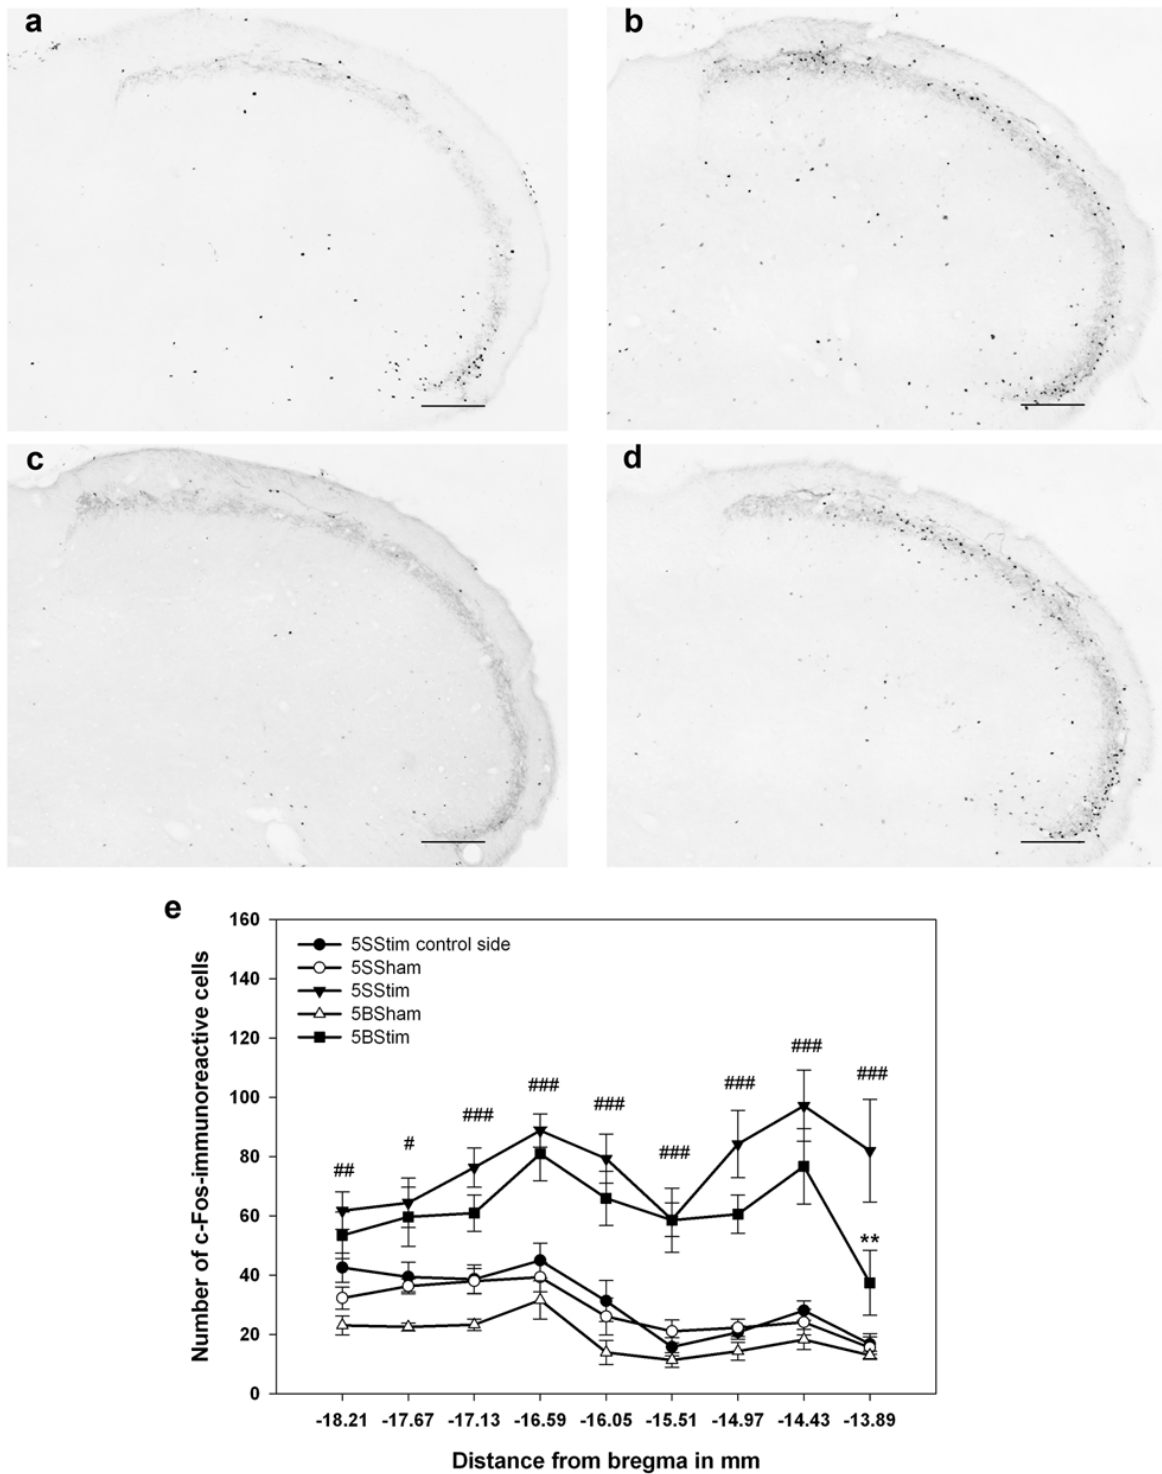 a
b
c
d
e
160
140
120
100
80
60
40
20
0
Number of c-Fos-immunoreactive cells
5SStim control side
5SSham
5SStim
5BSham
5BStim
##
#
###
###
###
###
###
###
###
**
-18.21 -17.67 -17.13 -16.59 -16.05 -15.51 -14.97 -14.43 -13.89
Distance from bregma in mm